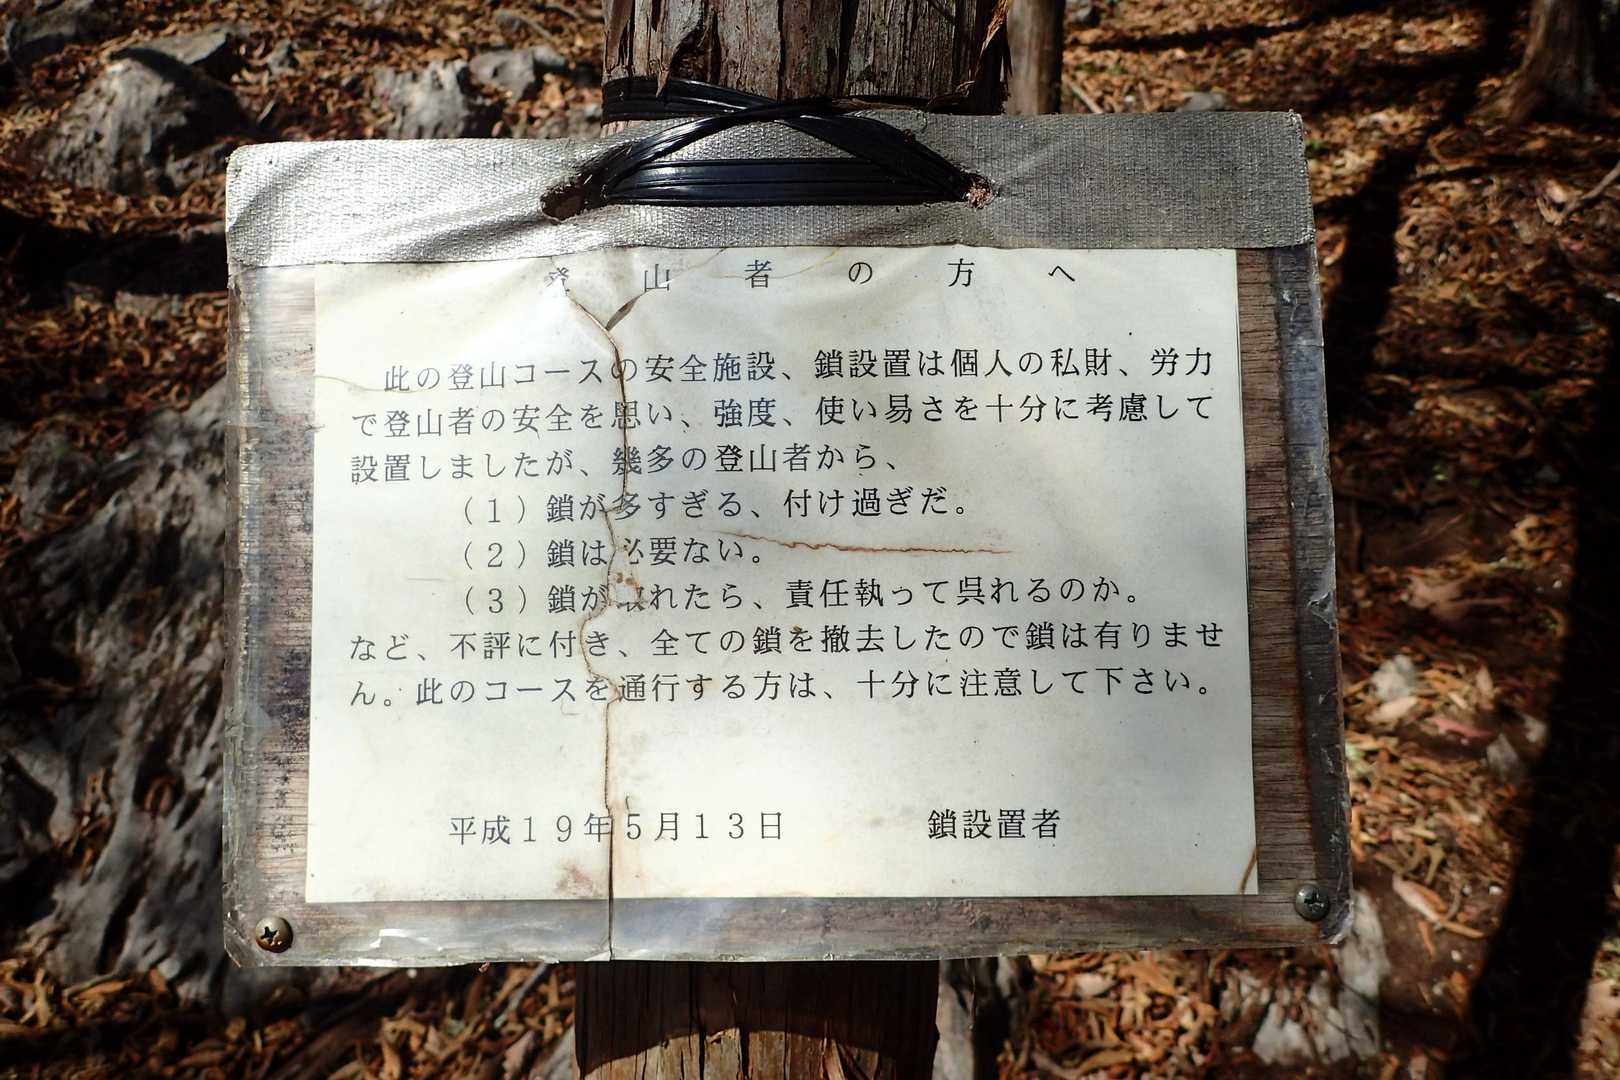 登山者の方へ
此の登山コースの安全施設、鎖設置は個人の私財、労力
で登山者の安全を思い、強度、使い易さを十分に考慮して
設置しましたが、幾多の登山者から、
（１）鎖が多すぎる、付け過ぎだ。
（２）鎖は必要ない。
（３）鎖が取れたら、責任執って呉れるのか。
など、不評に付き、全ての鎖を撤去したので鎖は有りませ
ん。此のコースを通行する方は、十分に注意して下さい。
平成１９年５月１３日　鎖設置者